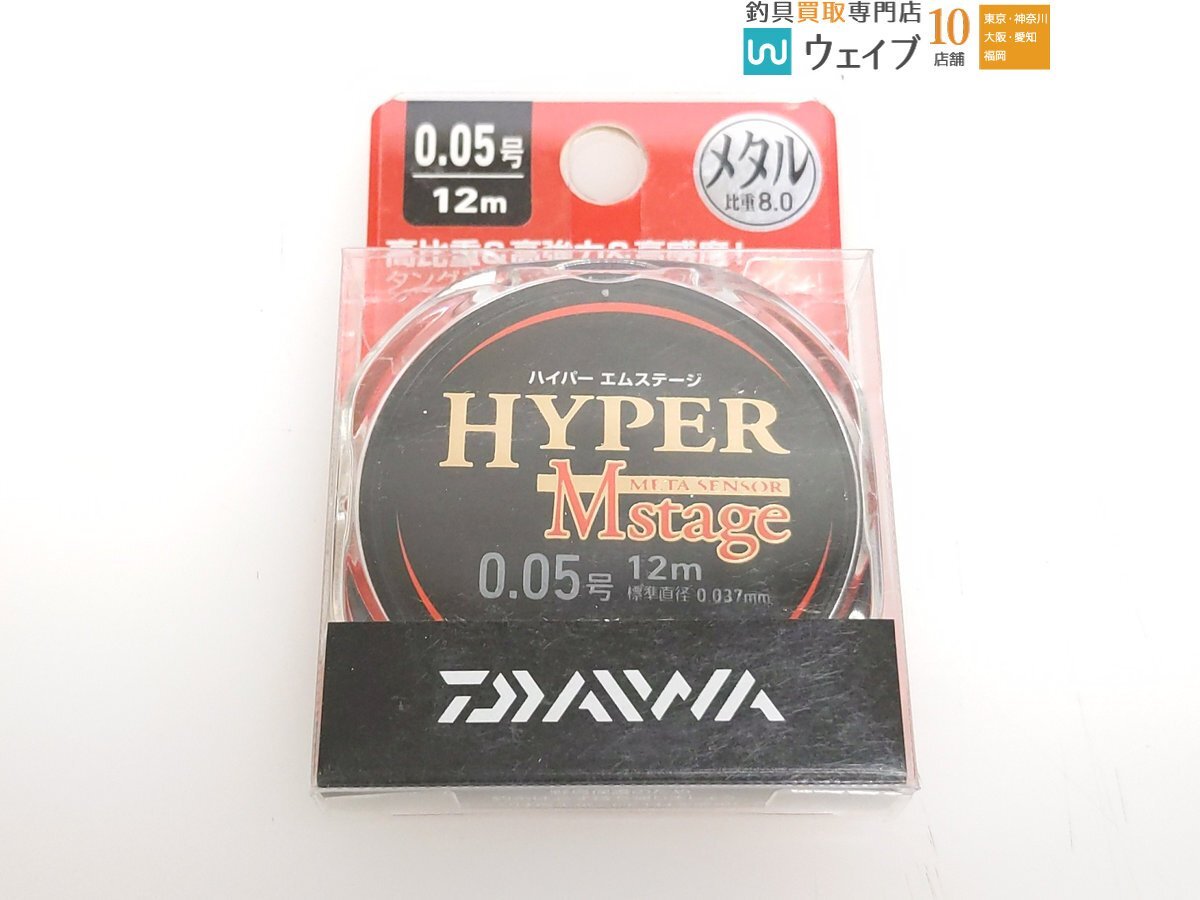 釣具買取専門店
ウェイブ
10
店舗
東京・神奈川
大阪・愛知
福岡
0.05号
12m
メタル
比重8.0
高比重&高強力&高感度!
ハイパー エムステージ
HYPER
META SENSOR
Mstage
0.05号 12m
標準直径 0.037mm
DAIWA